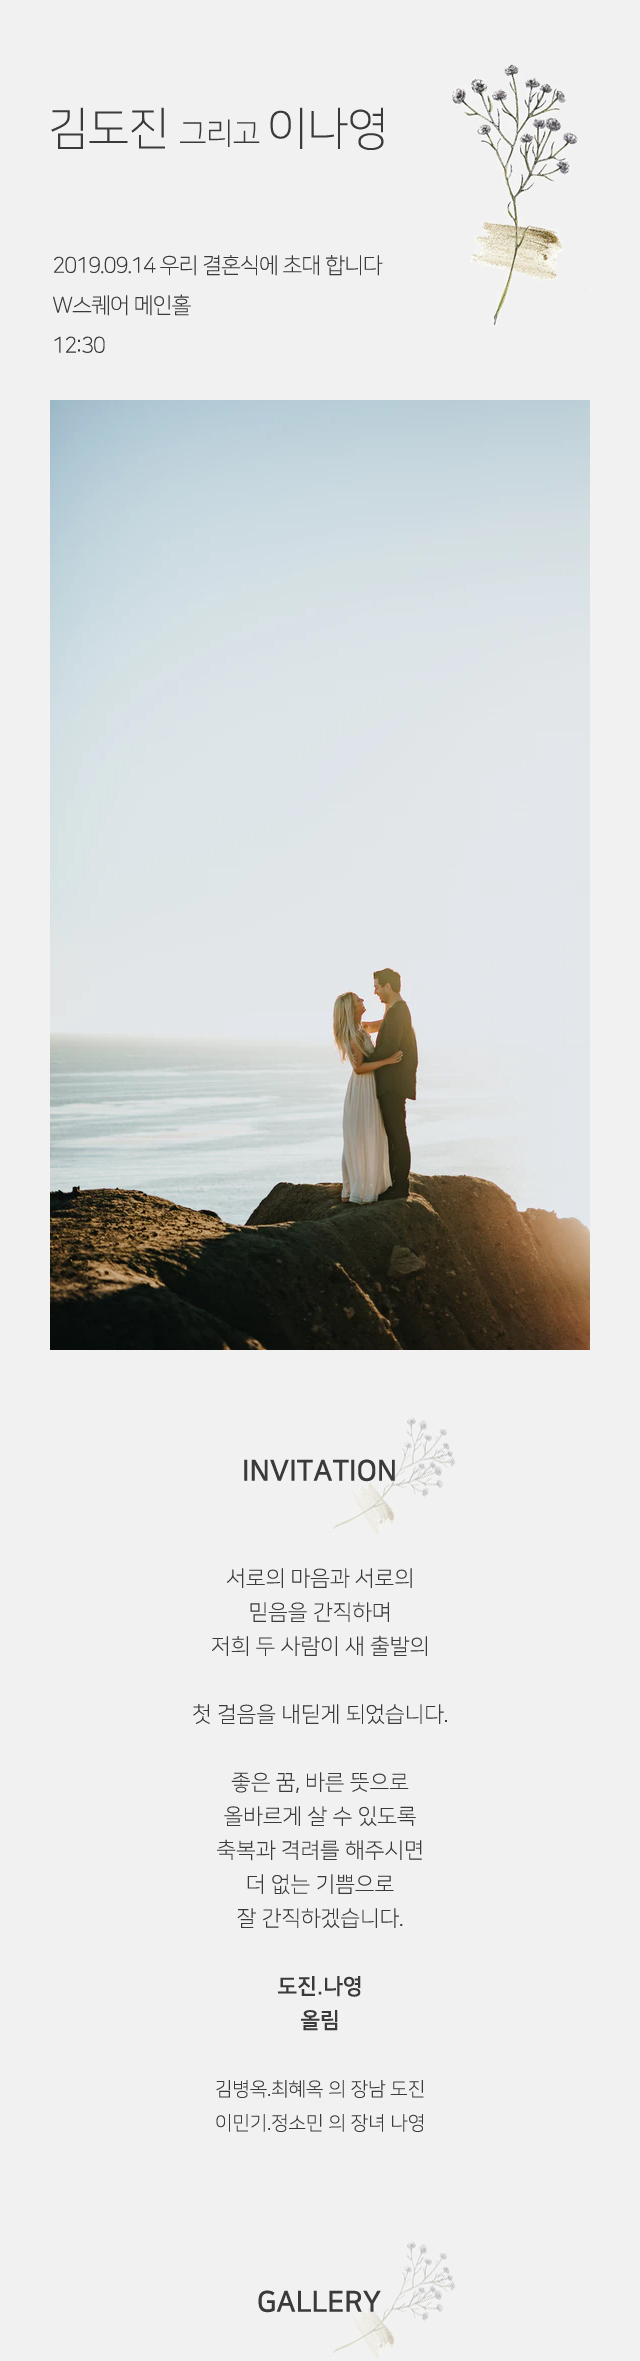 김도진 그리고 이나영
2019.09.14 우리 결혼식에 초대 합니다
W스퀘어 메인홀
12:30
INVITATION
서로의 마음과 서로의
믿음을 간직하며
저희 두 사람이 새 출발의
첫 걸음을 내딛게 되었습니다.
좋은 꿈, 바른 뜻으로
올바르게 살 수 있도록
축복과 격려를 해주시면
더 없는 기쁨으로
잘 간직하겠습니다.
도진.나영
올림
김병옥.최혜옥 의 장남 도진
이민기.정소민 의 장녀 나영
GALLERY